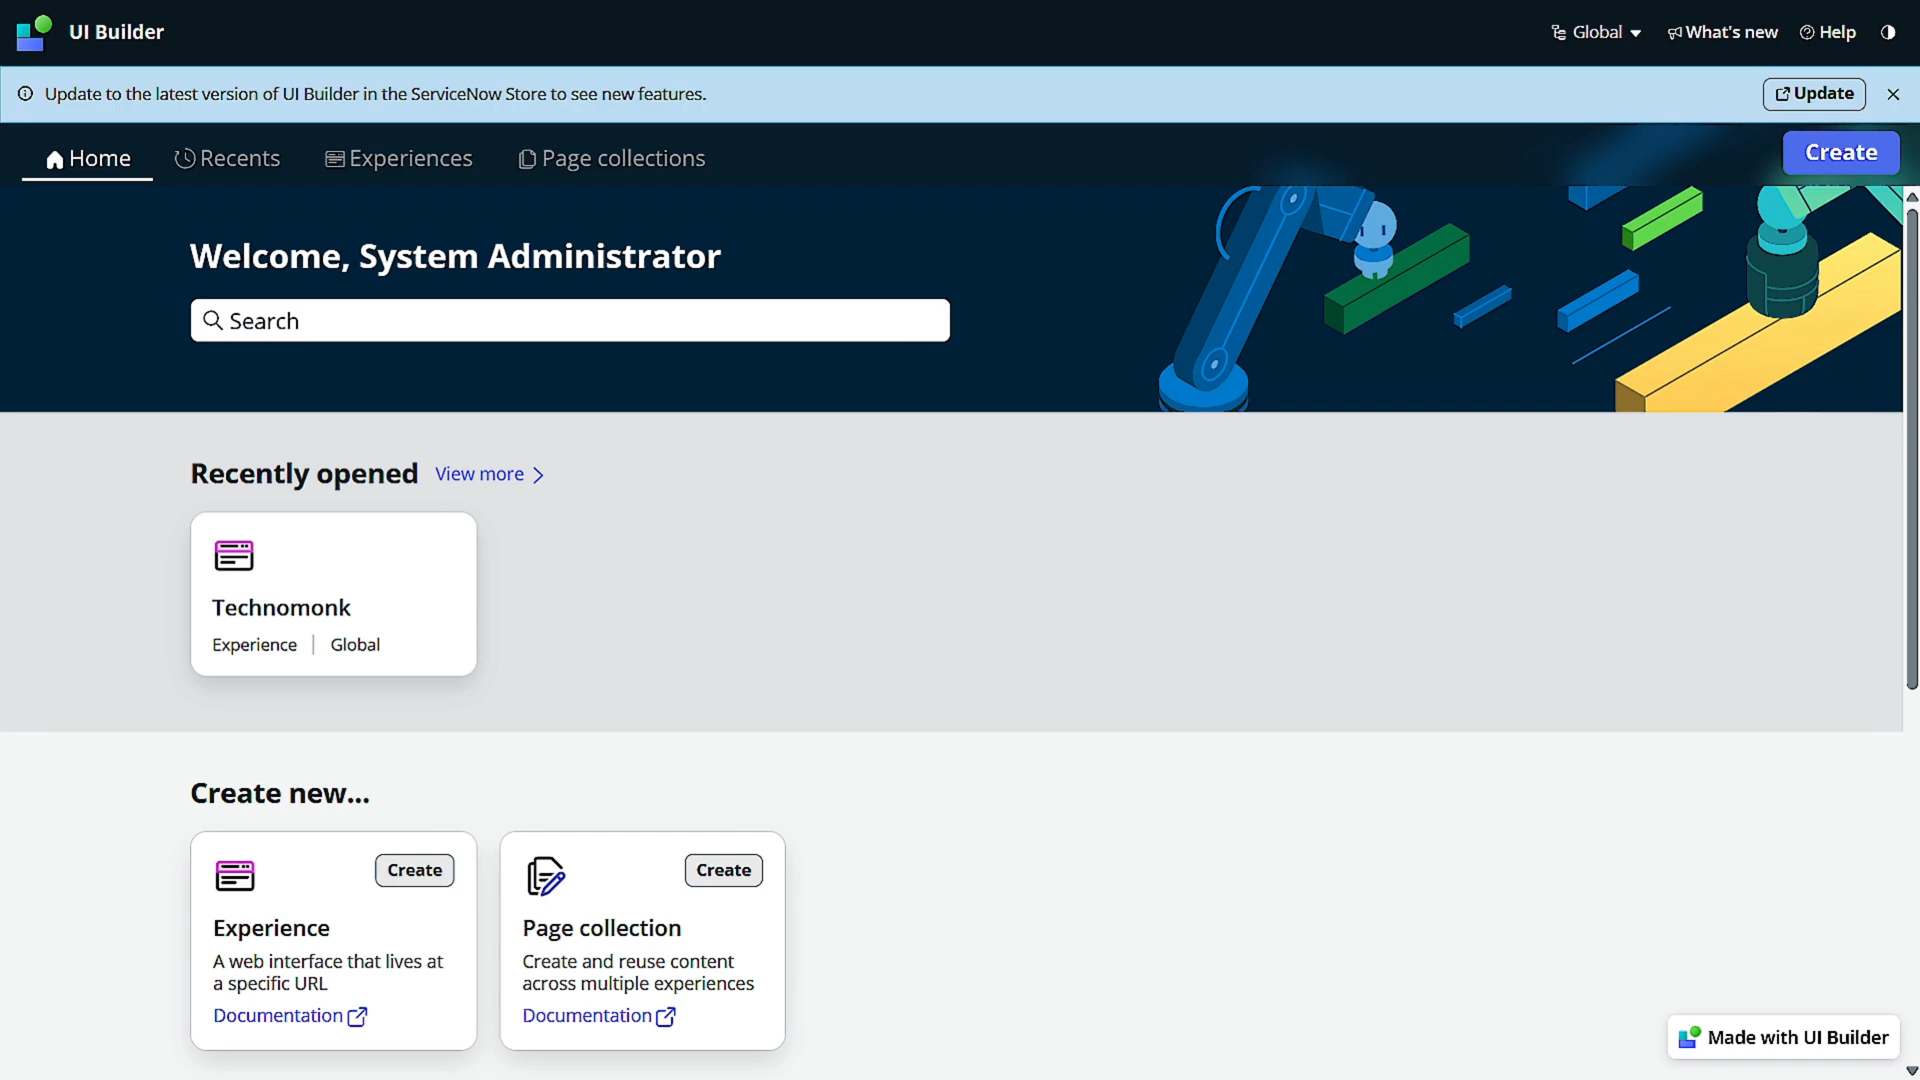 UI Builder
Global
What's new
Help
Update to the latest version of UI Builder in the ServiceNow Store to see new features.
Update
Home
Recents
Experiences
Page collections
Create
Welcome, System Administrator
Search
Recently opened
View more
Technomonk
Experience | Global
Create new...
Create
Experience
A web interface that lives at
a specific URL
Documentation
Create
Page collection
Create and reuse content
across multiple experiences
Documentation
Made with UI Builder